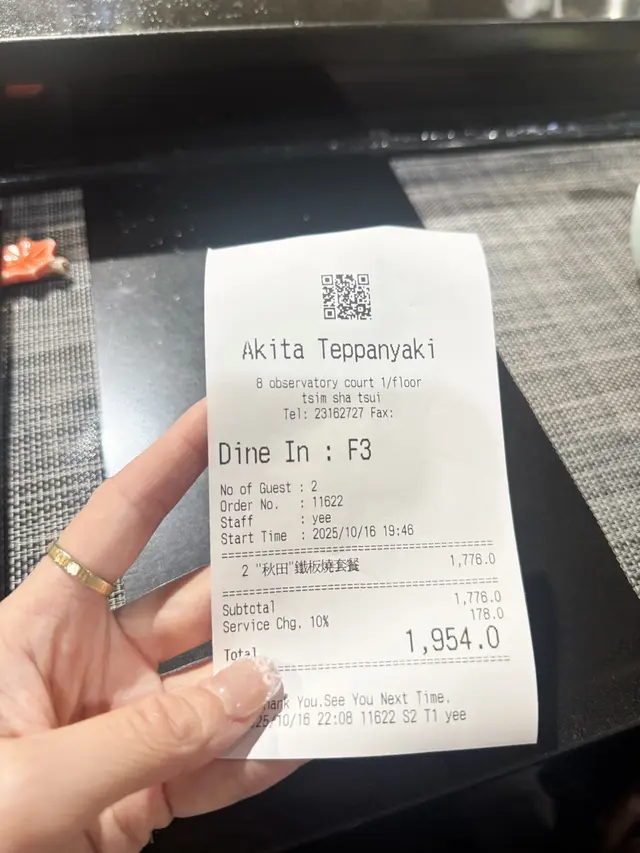 Akita Teppanyaki
8 observatory court 1/floor
tsim sha tsui
Tel: 23162727 Fax:
Dine In : F3
No of Guest : 2
Order No. : 11622
Staff : yee
Start Time : 2025/10/16 19:46
2 "秋田"鐵板燒套餐 1,776.0
Subtotal 1,776.0
Service Chg. 10% 178.0
Total 1,954.0
You.See You Next Time.
/10/16 22:08 11622 S2 T1 yee